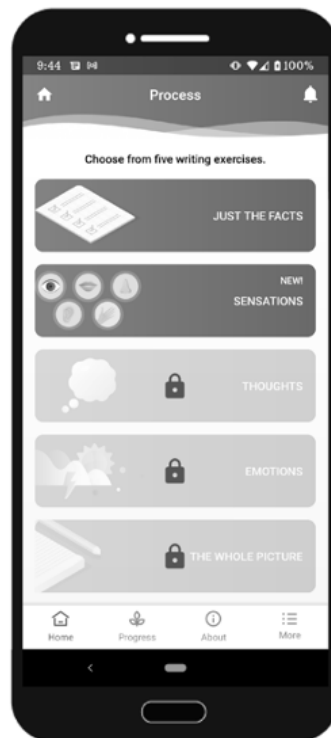 9:44 100%
Process
Choose from five writing exercises.
JUST THE FACTS
NEW!
SENSATIONS
THOUGHTS
EMOTIONS
THE WHOLE PICTURE
Home Progress About More